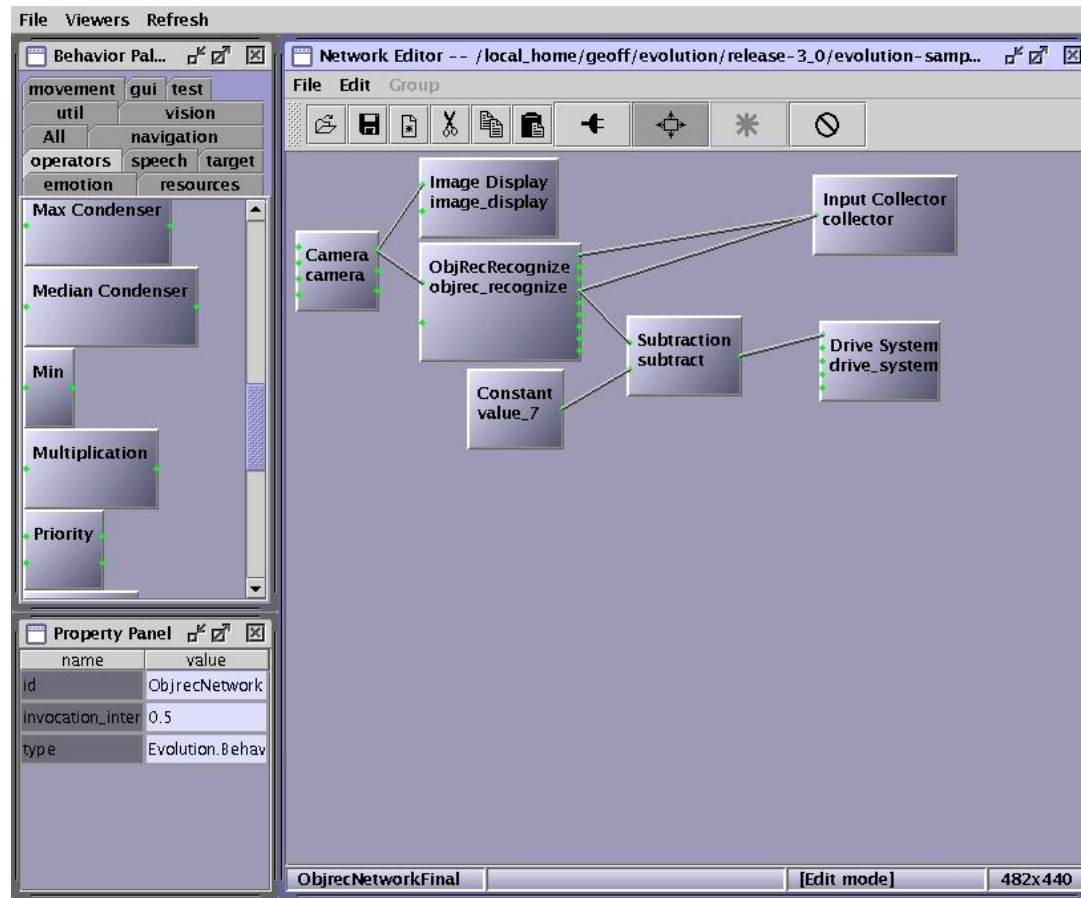 File Viewers Refresh
Behavior Pal...
movement gui test
util vision
All navigation
operators speech target
emotion resources
Max Condenser
Median Condenser
Min
Multiplication
Priority
Property Panel
name value
id ObjrecNetwork
invocation_inter 0.5
type Evolution.Behav
Network Editor -- /local_home/geoff/evolution/release-3_0/evolution-samp...
File Edit Group
Image Display
image_display
Input Collector
collector
Camera
camera
ObjRecRecognize
objrec_recognize
Subtraction
subtract
Drive System
drive_system
Constant
value_7
ObjrecNetworkFinal [Edit mode] 482x440